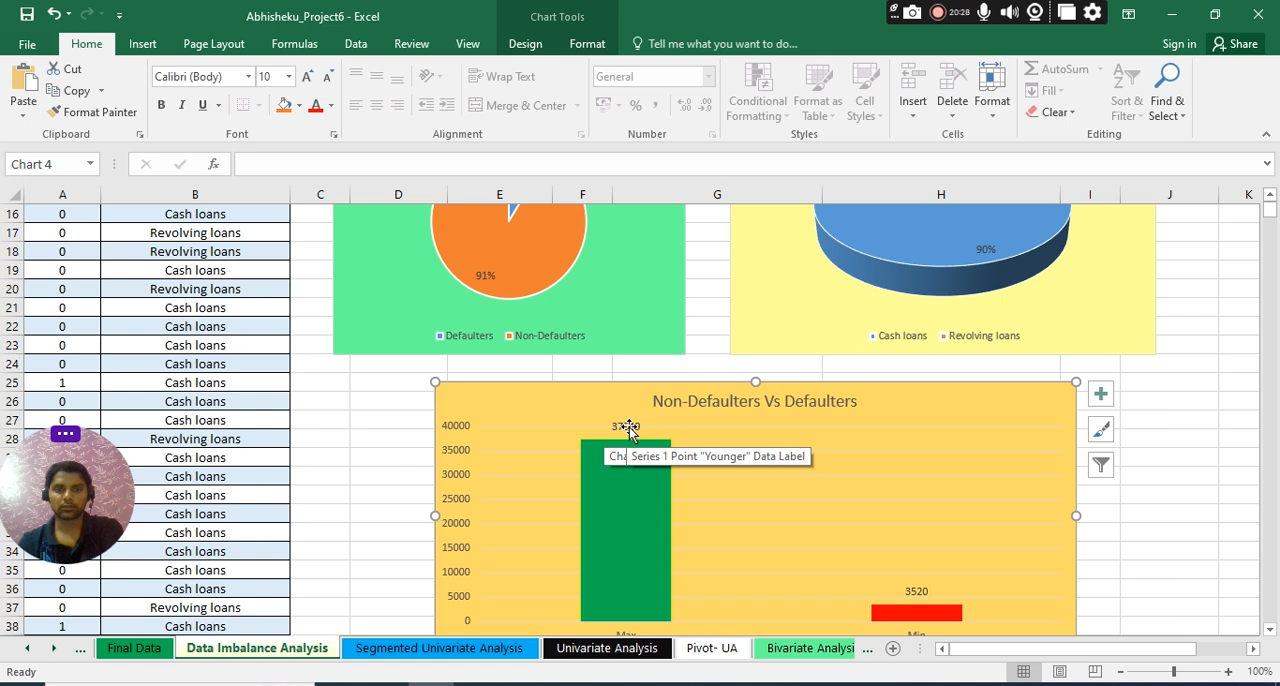 Abhisheku_Project6 - Excel
Chart Tools
20:28
File Home Insert Page Layout Formulas Data Review View Design Format Tell me what you want to do... Sign in Share
Paste
Cut
Copy
Format Painter
Clipboard
Calibri (Body) 10
B I U
Font
Wrap Text
Merge & Center
Alignment
General
Number
Conditional Formatting
Format as Table
Cell Styles
Styles
Insert Delete Format
Cells
AutoSum
Fill
Clear
Sort & Filter
Find & Select
Editing
Chart 4
fx
A B C D E F G H I J K
16 0 Cash loans
17 0 Revolving loans
18 0 Revolving loans
19 0 Cash loans
20 0 Revolving loans
21 0 Cash loans
22 0 Cash loans
23 0 Cash loans
24 0 Cash loans
25 1 Cash loans
26 0 Cash loans
27 0 Cash loans
28 Revolving loans
Cash loans
Cash loans
Cash loans
Cash loans
Cash loans
34 Cash loans
35 0 Cash loans
36 0 Cash loans
37 0 Revolving loans
38 1 Cash loans
91%
Defaulters Non-Defaulters
90%
Cash loans Revolving loans
Non-Defaulters Vs Defaulters
40000
35000
30000
25000
20000
15000
10000
5000
0
Series 1 Point "Younger" Data Label
3520
Max Min
... Final Data Data Imbalance Analysis Segmented Univariate Analysis Univariate Analysis Pivot- UA Bivariate Analysi ...
Ready
100%